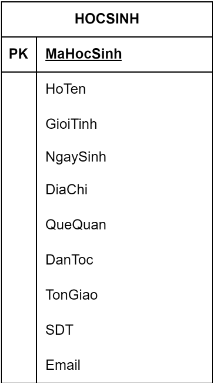 HOCSINH
PK MaHocSinh
HoTen
GioiTinh
NgaySinh
DiaChi
QueQuan
DanToc
TonGiao
SDT
Email